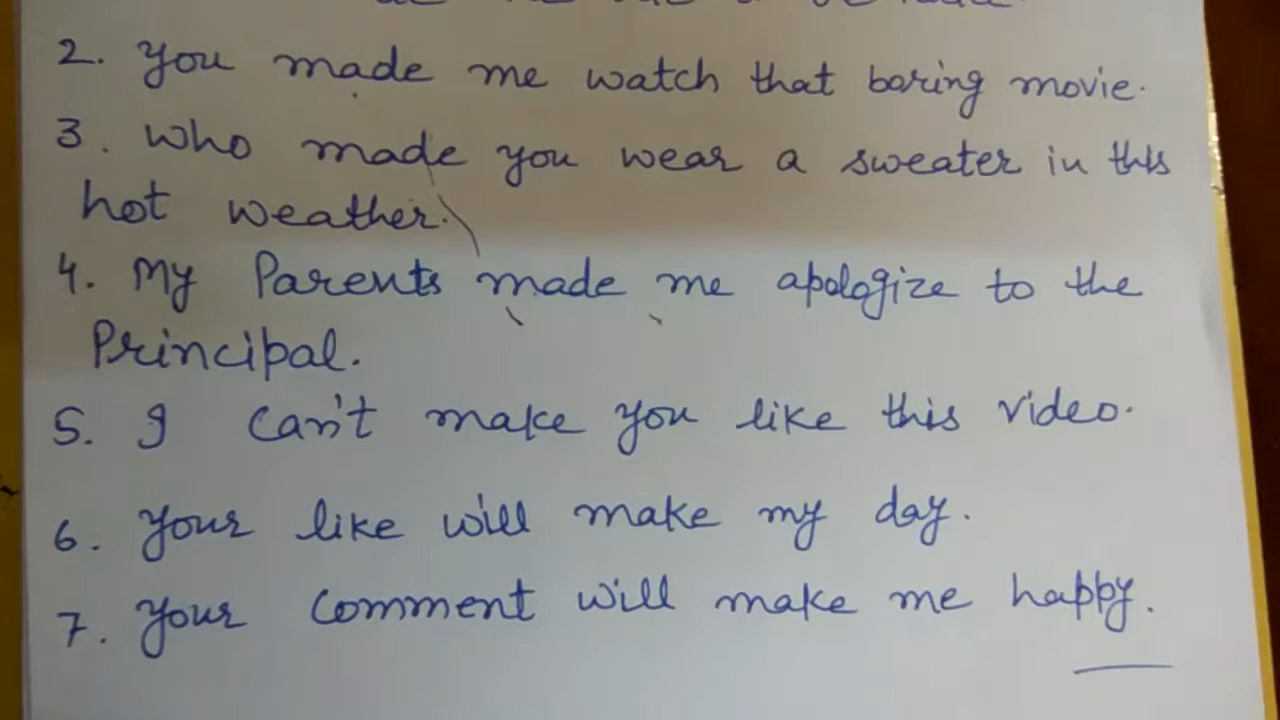 2. You made me watch that boring movie.
3. Who made you wear a sweater in this
hot weather.
4. My Parents made me apologize to the
Principal.
5. I Can't make you like this video.
6. Your like will make my day.
7. Your Comment will make me happy.